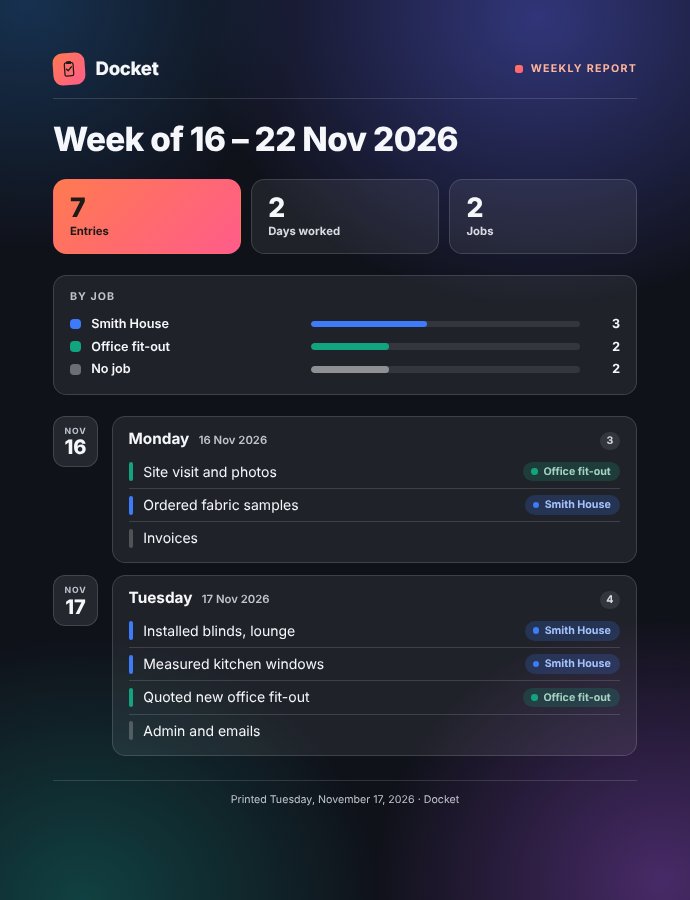 Docket
WEEKLY REPORT
Week of 16 – 22 Nov 2026
7
Entries
2
Days worked
2
Jobs
BY JOB
Smith House 3
Office fit-out 2
No job 2
NOV
16
Monday 16 Nov 2026 3
Site visit and photos Office fit-out
Ordered fabric samples Smith House
Invoices
NOV
17
Tuesday 17 Nov 2026 4
Installed blinds, lounge Smith House
Measured kitchen windows Smith House
Quoted new office fit-out Office fit-out
Admin and emails
Printed Tuesday, November 17, 2026 · Docket